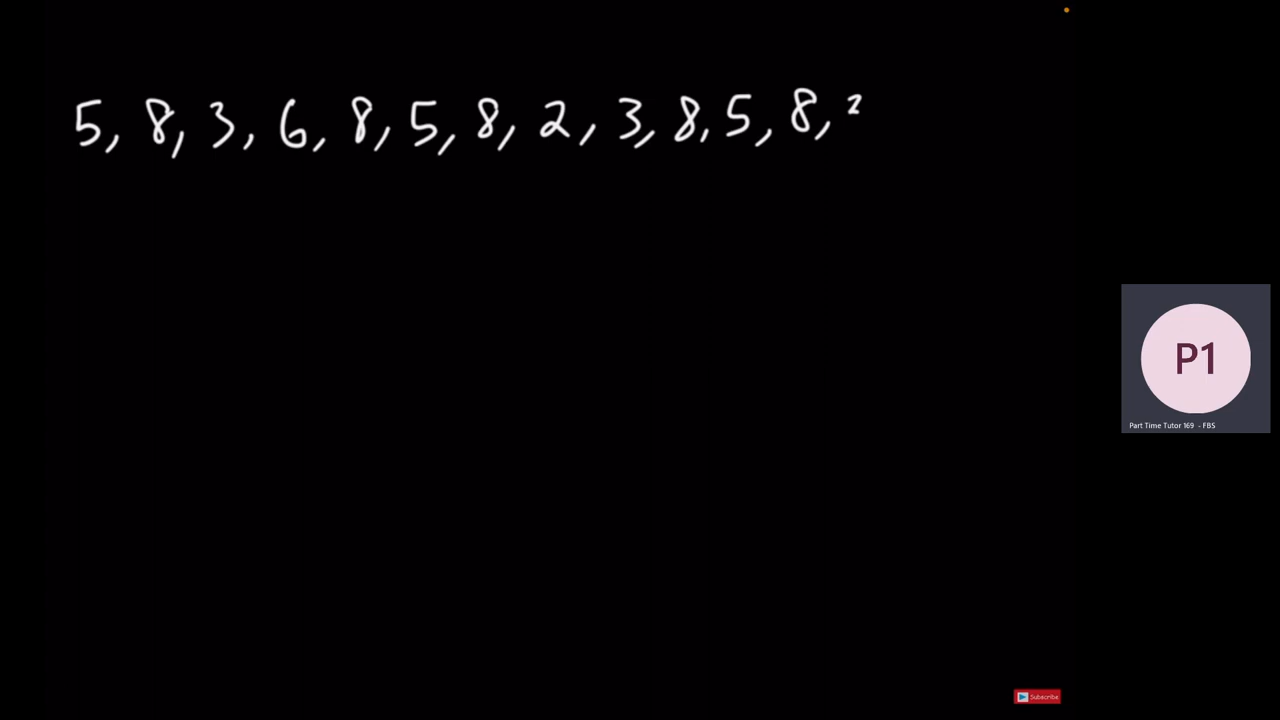 5, 8, 3, 6, 8, 5, 8, 2, 3, 8, 5, 8,
P1
Part Time Tutor 169 - FBS
Subscribe